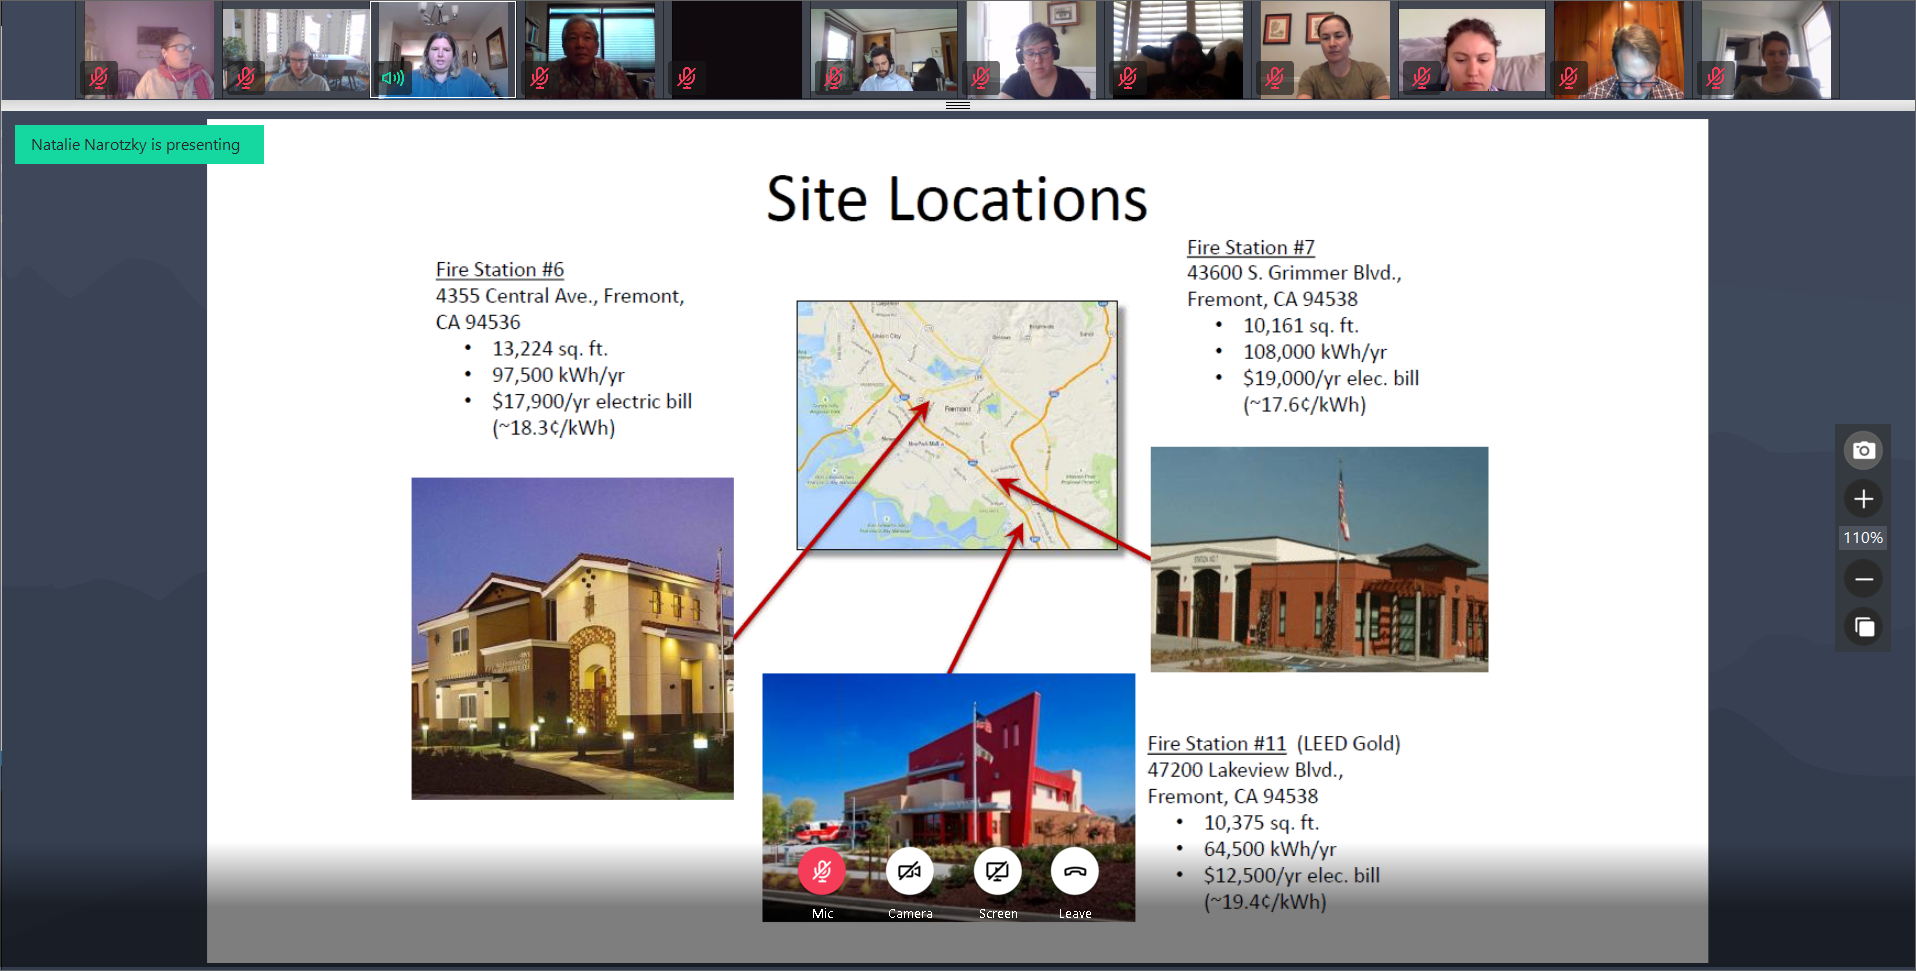 Natalie Narotzky is presenting
Site Locations
Fire Station #6
4355 Central Ave., Fremont,
CA 94536
• 13,224 sq. ft.
• 97,500 kWh/yr
• $17,900/yr electric bill
(~18.3¢/kWh)
Fire Station #7
43600 S. Grimmer Blvd.,
Fremont, CA 94538
• 10,161 sq. ft.
• 108,000 kWh/yr
• $19,000/yr elec. bill
(~17.6¢/kWh)
Union City
Fremont
NewPark Mall
110%
Fire Station #11 (LEED Gold)
47200 Lakeview Blvd.,
Fremont, CA 94538
• 10,375 sq. ft.
• 64,500 kWh/yr
• $12,500/yr elec. bill
(~19.4¢/kWh)
Mic
Camera
Screen
Leave